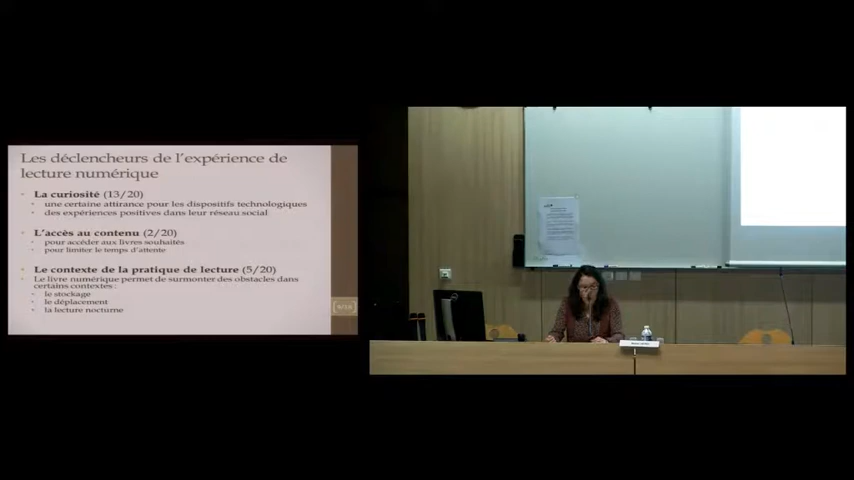 Les déclencheurs de l'expérience de
lecture numérique
La curiosité (13/20)
une certaine attirance pour les dispositifs technologiques
des expériences positives dans leur réseau social
L'accès au contenu (2/20)
pour accéder aux livres souhaités
pour limiter le temps d'attente
Le contexte de la pratique de lecture (5/20)
Le livre numérique permet de surmonter des obstacles dans
certains contextes :
le stockage
le déplacement
la lecture nocturne